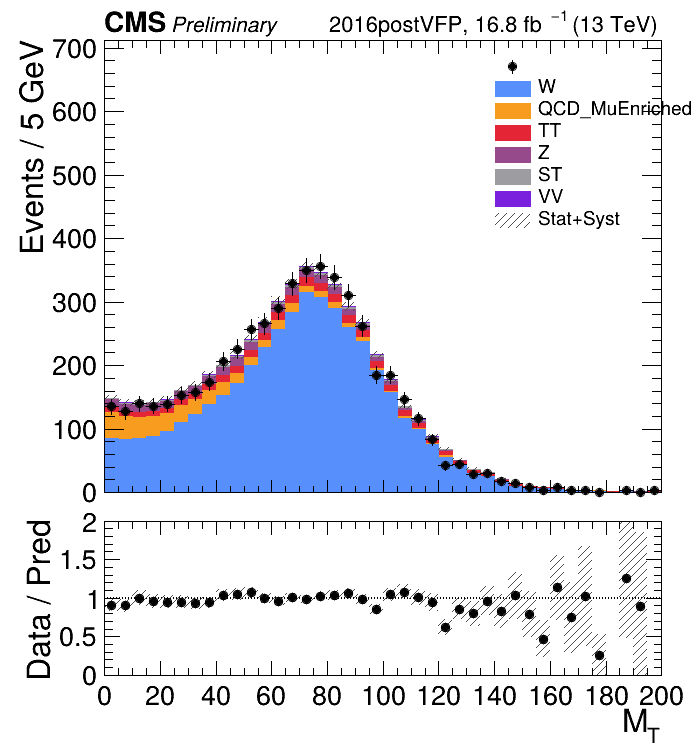 CMS Preliminary 2016postVFP, 16.8 fb⁻¹ (13 TeV)
Events / 5 GeV
700
600
500
400
300
200
100
0
W
QCD_MuEnriched
TT
Z
ST
VV
Stat+Syst
Data / Pred
2
1.5
1
0.5
0
0 20 40 60 80 100 120 140 160 180 200
M_T